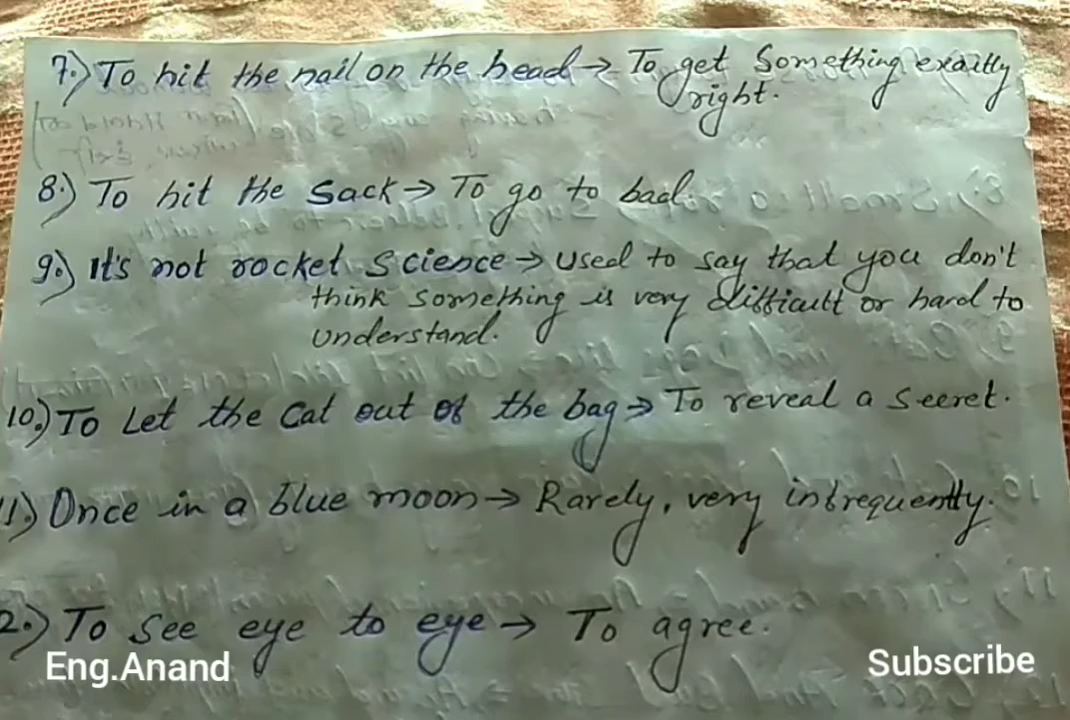 7.) To hit the nail on the head → To get Something exactly
right.
8.) To hit the Sack → To go to bad.
9.) It's not rocket Science → Used to say that you don't
think something is very difficult or hard to
understand.
10.) To Let the Cat out of the bag → To reveal a secret.
11.) Once in a blue moon → Rarely, very infrequently.
2.) To See eye to eye → To agree.
Eng.Anand
Subscribe